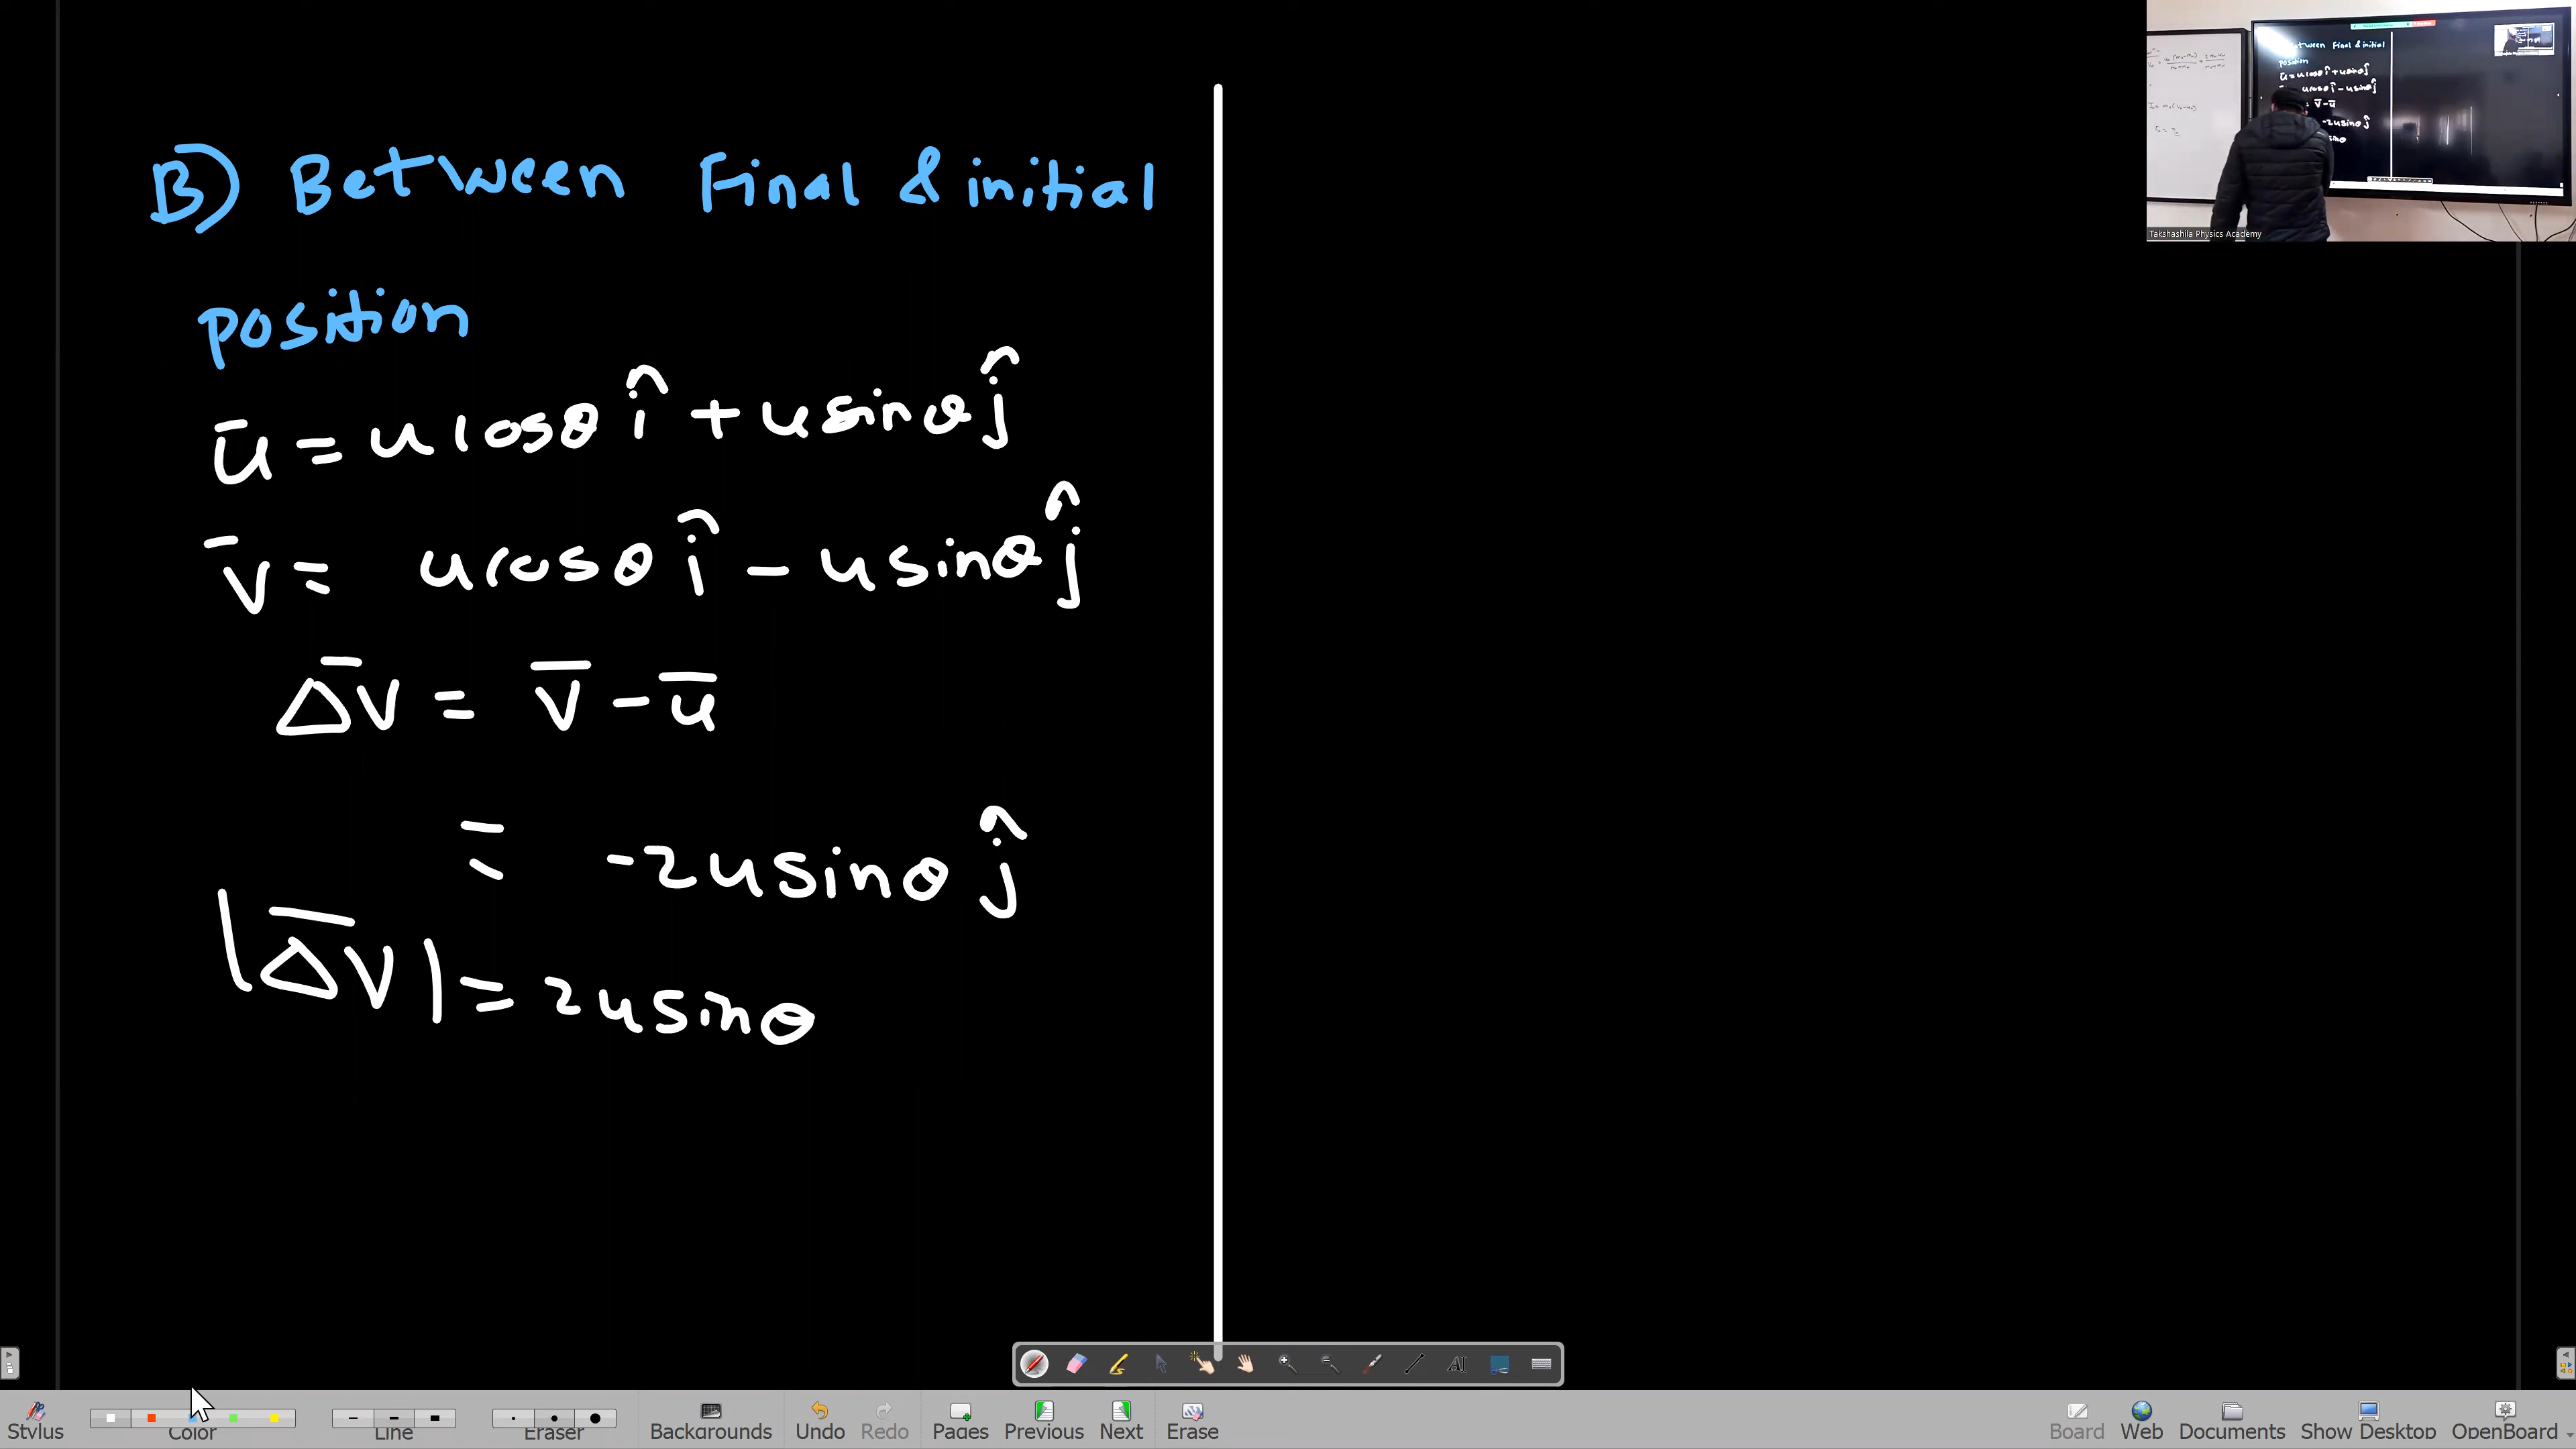 B) Between Final & initial
position
ū = u cosθ î + u sinθ ĵ
v̄ = u cosθ î - u sinθ ĵ
Δv̄ = v̄ - ū
= -2u sinθ ĵ
|Δv̄| = 2u sinθ
Takshashila Physics Academy
Stylus Color Line Eraser Backgrounds Undo Redo Pages Previous Next Erase Board Web Documents Show Desktop OpenBoard